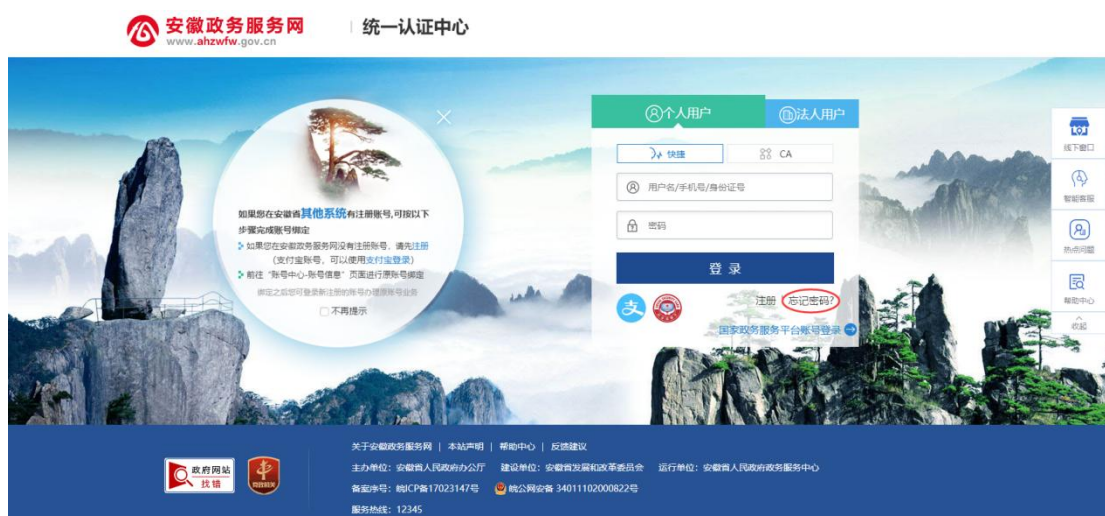 安徽政务服务网
www.ahzwfw.gov.cn
统一认证中心
个人用户
法人用户
快捷
CA
用户名/手机号/身份证号
密码
登录
注册
忘记密码?
国家政务服务平台账号登录
如果您在安徽省其他系统有注册账号,可按以下
步骤完成账号绑定
如果您在安徽政务服务网没有注册账号，请先注册
（支付宝账号，可以使用支付宝登录）
前往“账号中心-账号信息”页面进行原账号绑定
绑定之后您可登录新注册的账号办理原账号业务
不再提示
支
线下窗口
智能客服
热点问题
帮助中心
收起
政府网站
找错
党政机关
关于安徽政务服务网 | 本站声明 | 帮助中心 | 反馈建议
主办单位：安徽省人民政府办公厅 建设单位：安徽省发展和改革委员会 运行单位：安徽省人民政府政务服务中心
备案序号：皖ICP备17023147号 皖公网安备 34011102000822号
服务热线：12345